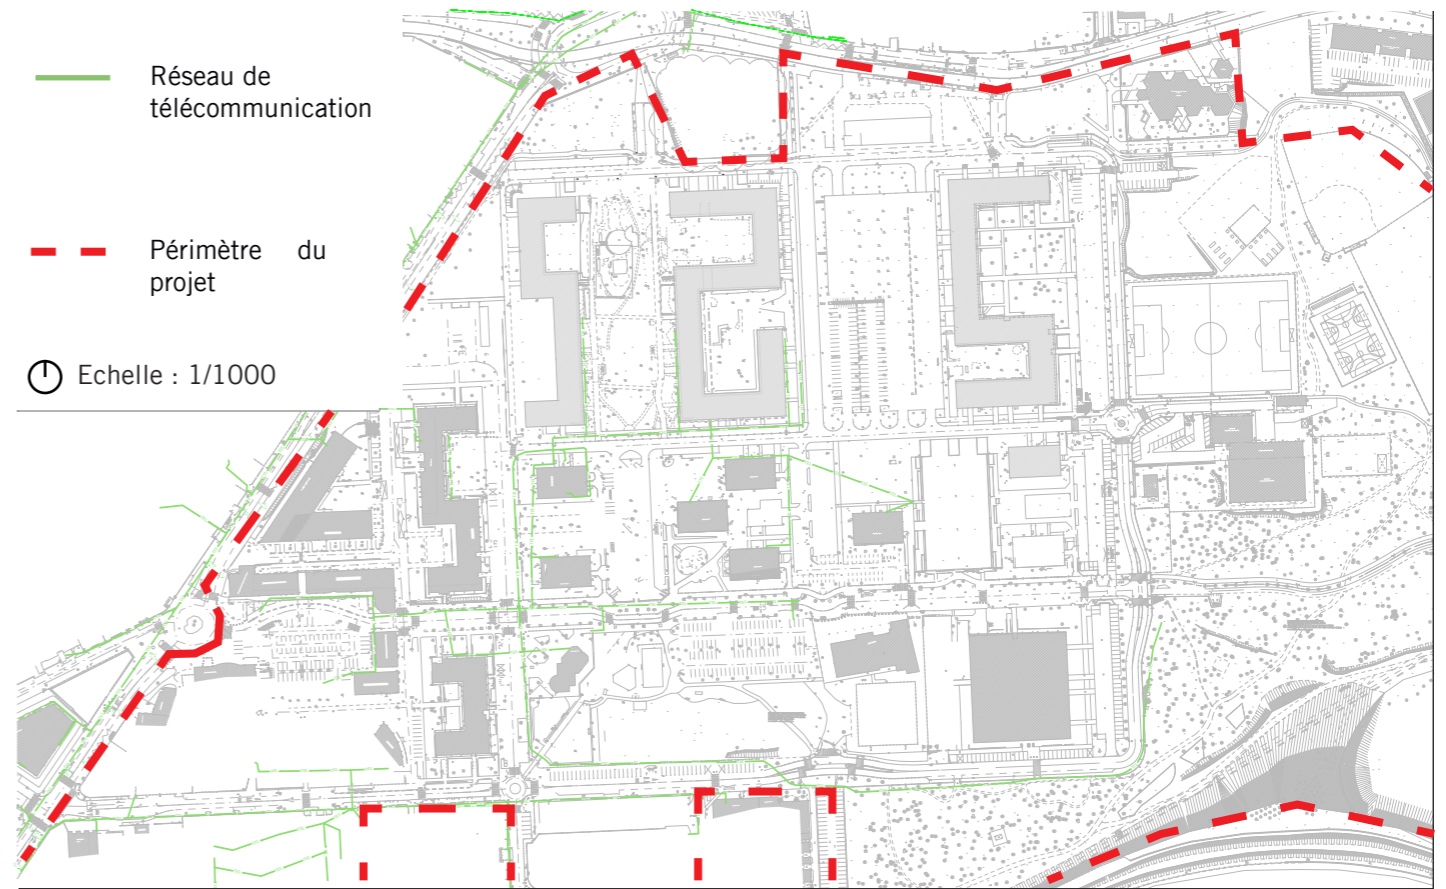 Réseau de
télécommunication
Périmètre du
projet
Echelle : 1/1000